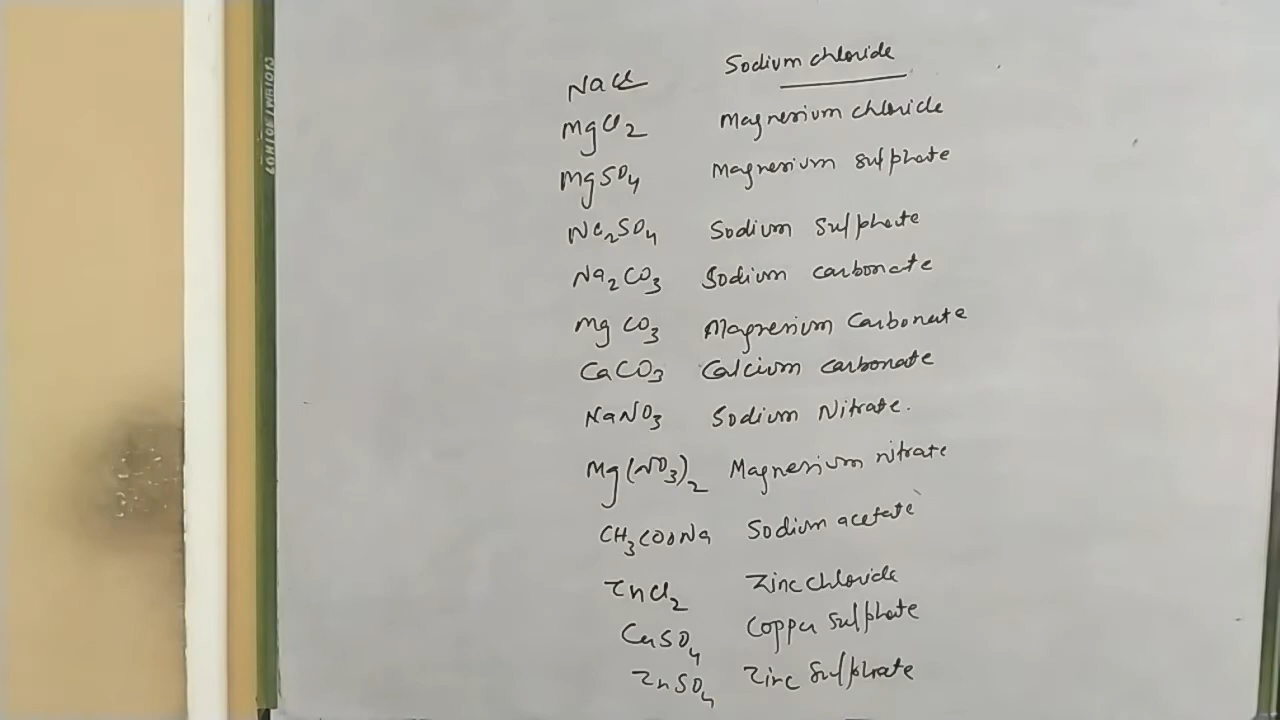 NaCl Sodium chloride
MgCl2 Magnesium chloride
MgSO4 Magnesium sulphate
Na2SO4 Sodium sulphate
Na2CO3 Sodium carbonate
MgCO3 Magnesium Carbonate
CaCO3 Calcium carbonate
NaNO3 Sodium Nitrate.
Mg(NO3)2 Magnesium nitrate
CH3COONa Sodium acetate
ZnCl2 Zinc chloride
CuSO4 Copper sulphate
ZnSO4 Zinc sulphate